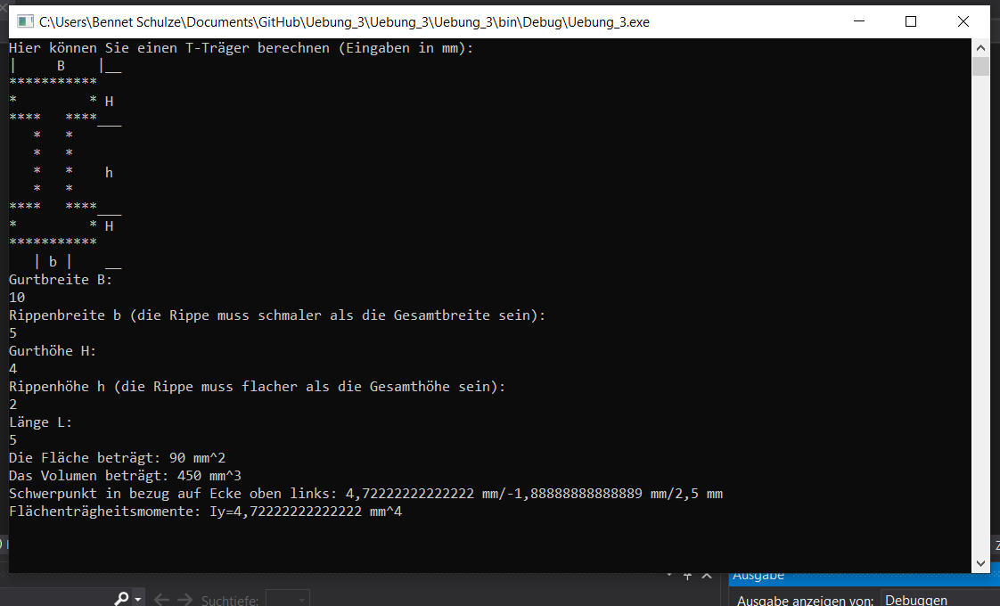 C:\Users\Bennet Schulze\Documents\GitHub\Uebung_3\Uebung_3\Uebung_3\bin\Debug\Uebung_3.exe
Hier können Sie einen T-Träger berechnen (Eingaben in mm):
|     B    |__
***********
*         * H
****   ****___
   *   *
   *   *
   *   *    h
   *   *
****   ****___
*         * H
***********
   | b |    __
Gurtbreite B:
10
Rippenbreite b (die Rippe muss schmaler als die Gesamtbreite sein):
5
Gurthöhe H:
4
Rippenhöhe h (die Rippe muss flacher als die Gesamthöhe sein):
2
Länge L:
5
Die Fläche beträgt: 90 mm^2
Das Volumen beträgt: 450 mm^3
Schwerpunkt in bezug auf Ecke oben links: 4,72222222222222 mm/-1,88888888888889 mm/2,5 mm
Flächenträgheitsmomente: Iy=4,72222222222222 mm^4
Ausgabe
Suchtiefe:
Ausgabe anzeigen von: Debuggen